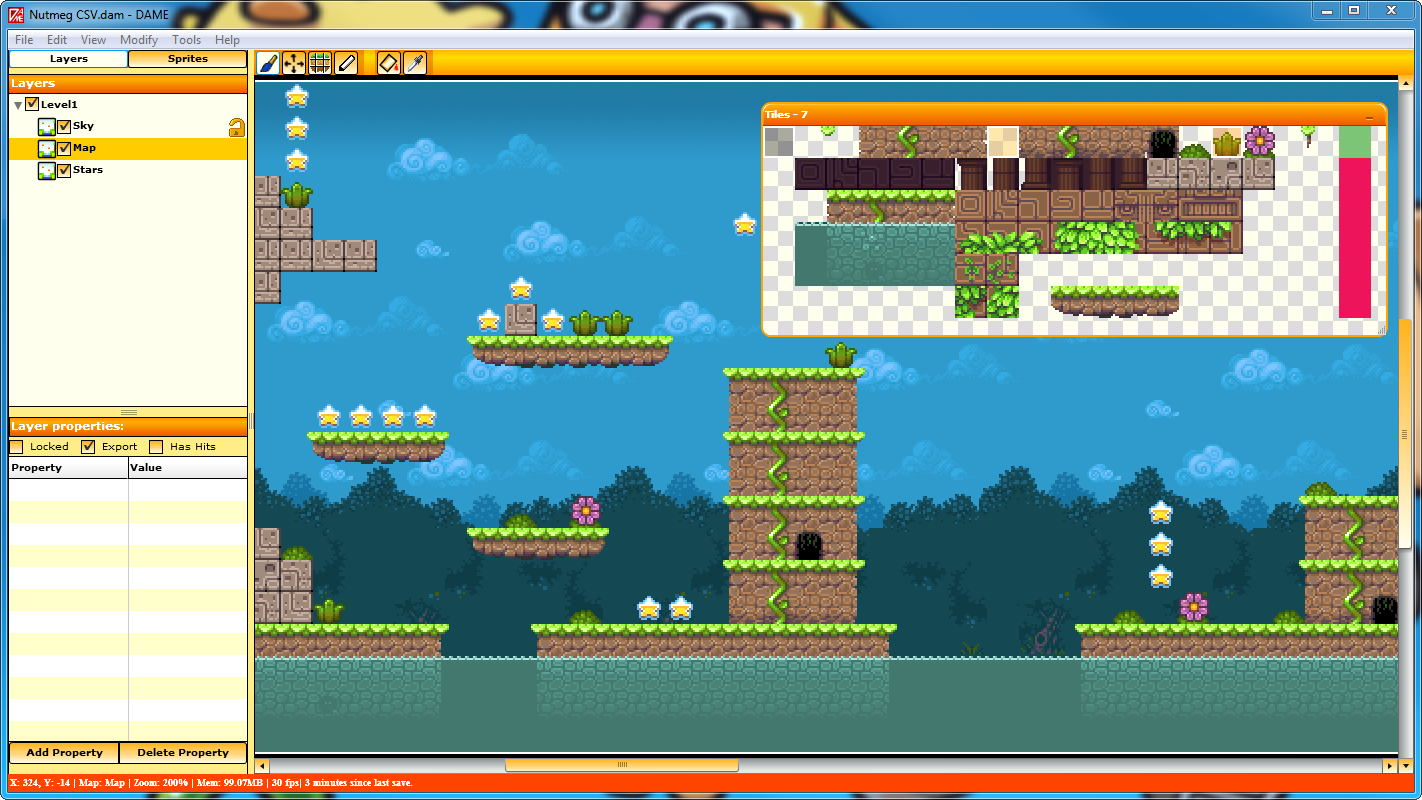 Nutmeg CSV.dam - DAME
File Edit View Modify Tools Help
Layers Sprites
Layers
Level1
Sky
Map
Stars
Tiles - 7
Layer properties:
Locked Export Has Hits
Property Value
Add Property Delete Property
X: 324, Y: -14 | Map: Map | Zoom: 200% | Mem: 99.07MB | 30 fps| 3 minutes since last save.